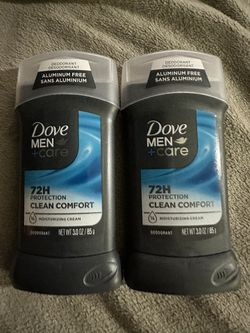 DEODORANT
DÉSODORISANT
ALUMINUM FREE
SANS ALUMINIUM
Dove
MEN
+care
72H
PROTECTION
CLEAN COMFORT
¼ MOISTURIZING CREAM
DEODORANT NET WT 3.0 OZ / 85 g
DEODORANT
DÉSODORISANT
ALUMINUM FREE
SANS ALUMINIUM
Dove
MEN
+care
72H
PROTECTION
CLEAN COMFORT
¼ MOISTURIZING CREAM
DEODORANT NET WT 3.0 OZ / 85 g